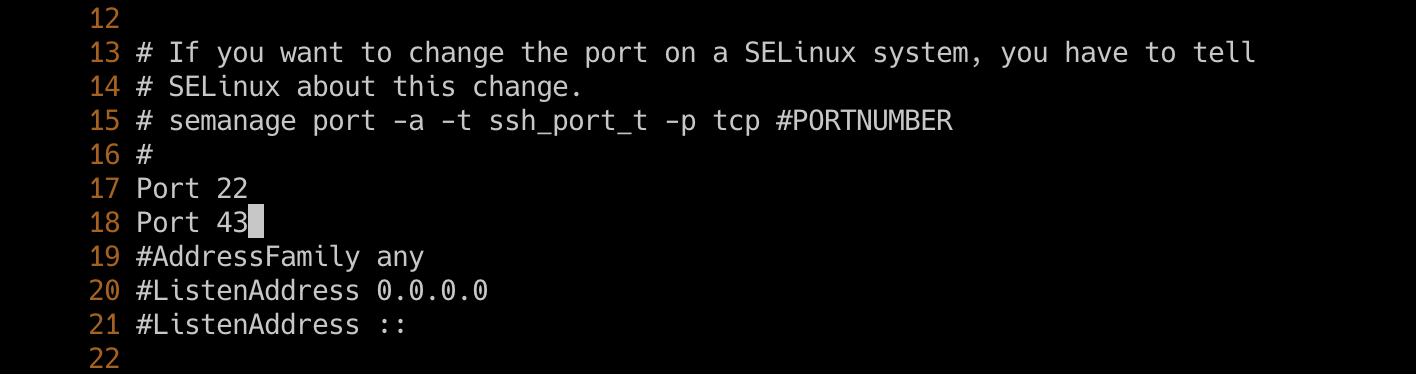 12
13 # If you want to change the port on a SELinux system, you have to tell
14 # SELinux about this change.
15 # semanage port -a -t ssh_port_t -p tcp #PORTNUMBER
16 #
17 Port 22
18 Port 43
19 #AddressFamily any
20 #ListenAddress 0.0.0.0
21 #ListenAddress ::
22